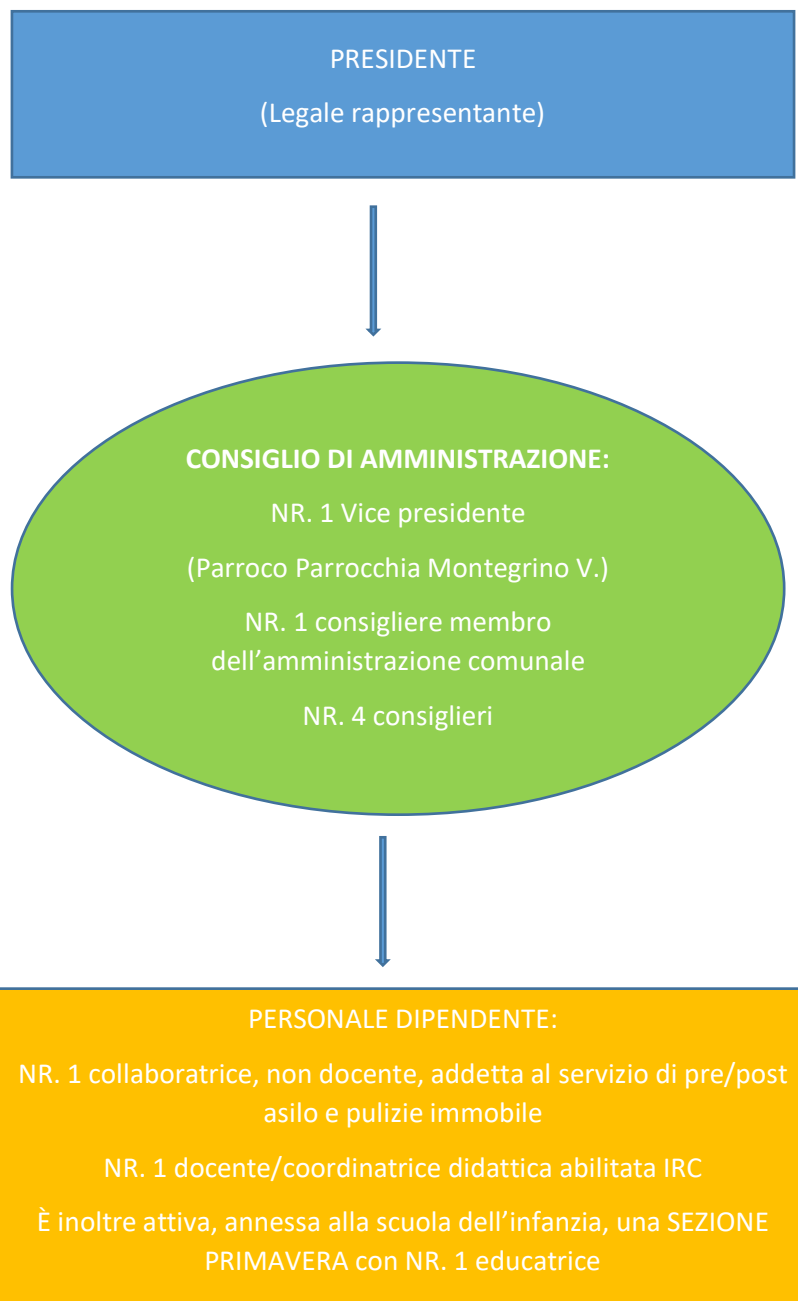 PRESIDENTE
(Legale rappresentante)
CONSIGLIO DI AMMINISTRAZIONE:
NR. 1 Vice presidente
(Parroco Parrocchia Montegrino V.)
NR. 1 consigliere membro
dell’amministrazione comunale
NR. 4 consiglieri
PERSONALE DIPENDENTE:
NR. 1 collaboratrice, non docente, addetta al servizio di pre/post
asilo e pulizie immobile
NR. 1 docente/coordinatrice didattica abilitata IRC
È inoltre attiva, annessa alla scuola dell’infanzia, una SEZIONE
PRIMAVERA con NR. 1 educatrice